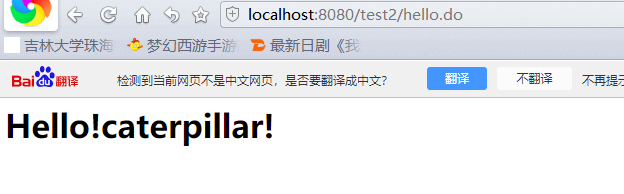 localhost:8080/test2/hello.do
吉林大学珠海 梦幻西游手游 最新日剧《我
Bai du 翻译 检测到当前网页不是中文网页，是否要翻译成中文? 翻译 不翻译 不再提示
Hello!caterpillar!